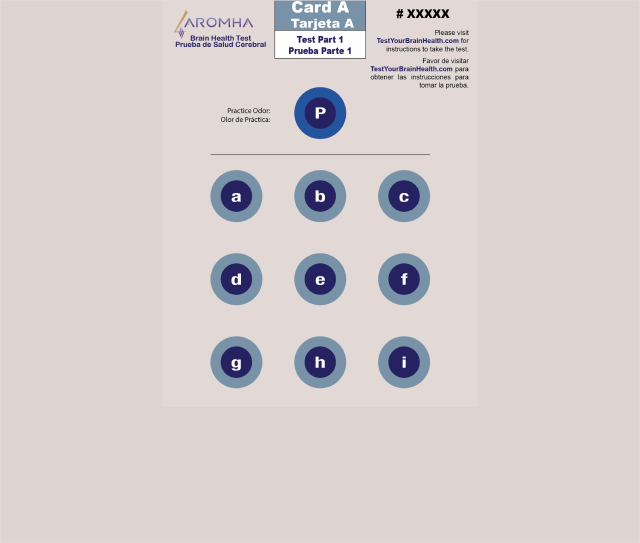 AROMHA
Brain Health Test
Prueba de Salud Cerebral
Card A
Tarjeta A
Test Part 1
Prueba Parte 1
# XXXXX
Please visit
TestYourBrainHealth.com for
instructions to take the test.
Favor de visitar
TestYourBrainHealth.com para
obtener las instrucciones para
tomar la prueba.
Practice Odor:
Olor de Práctica:
P
a b c
d e f
g h i